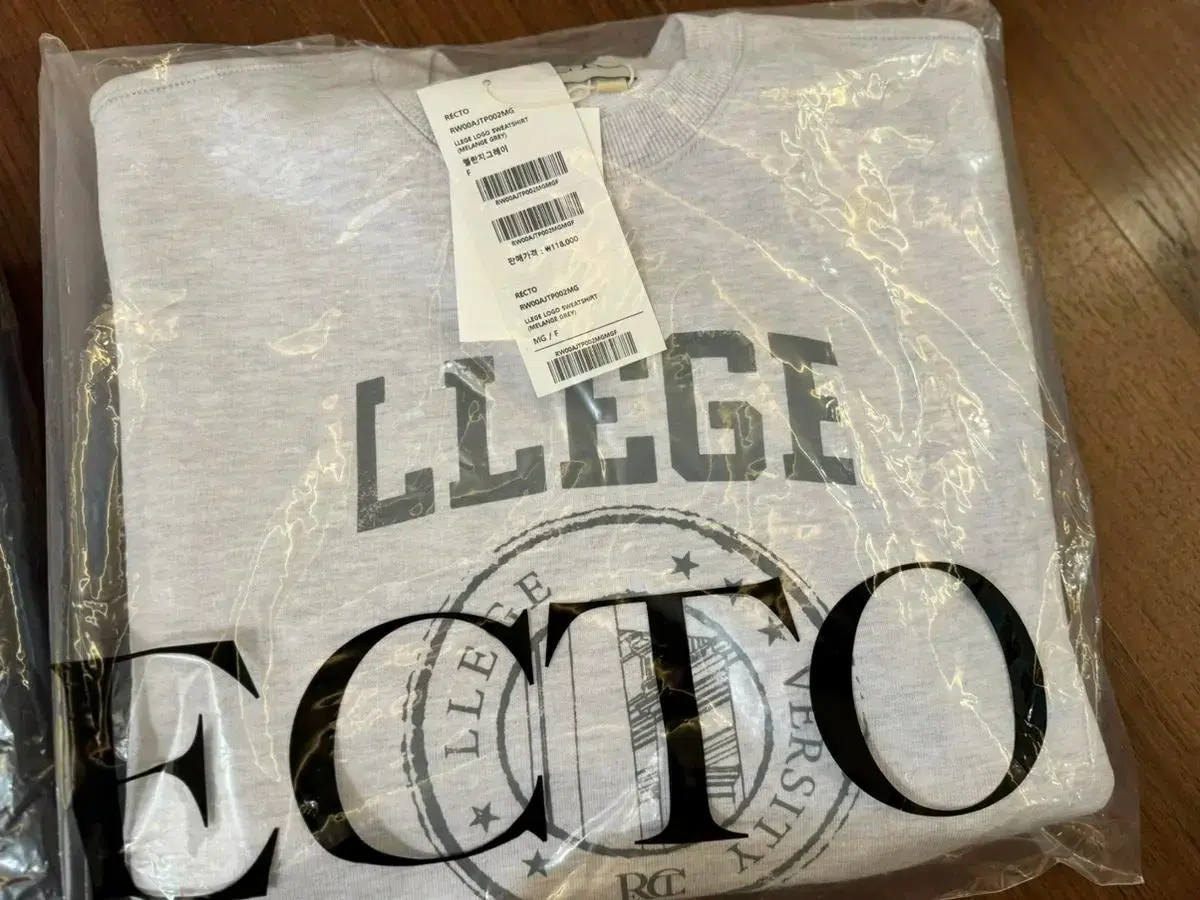 RECTO
RW00AJTP002MG
LLEGE LOGO SWEATSHIRT
(MELANGE GREY)
멜란지그레이
F
RW00AJTP002MGMGF
RW00AJTP002MGMGF
판매가격 : ₩118,000
RECTO
RW00AJTP002MG
LLEGE LOGO SWEATSHIRT
(MELANGE GREY)
MG / F
RW00AJTP002MGMGF
LLEGE
LLEGE
VERSITY
RCC
ECTO